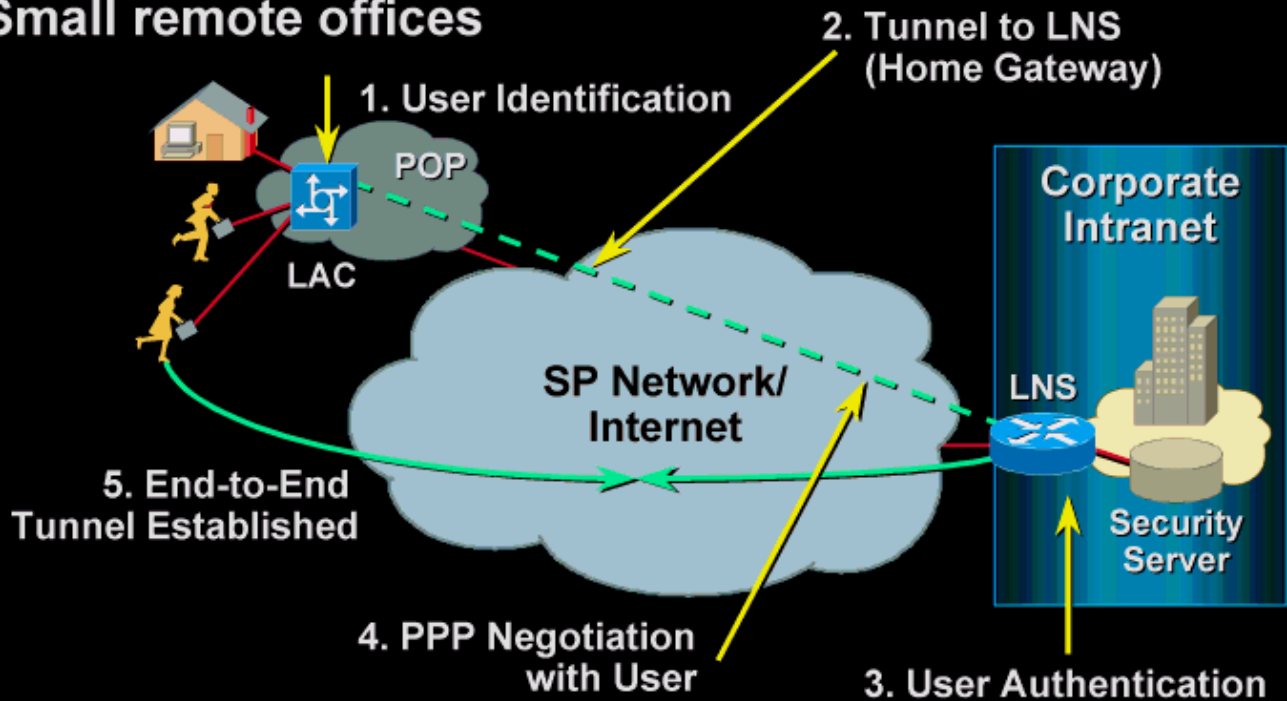 Small remote offices
2. Tunnel to LNS
(Home Gateway)
1. User Identification
POP
LAC
Corporate
Intranet
SP Network/
Internet
LNS
5. End-to-End
Tunnel Established
Security
Server
4. PPP Negotiation
with User
3. User Authentication